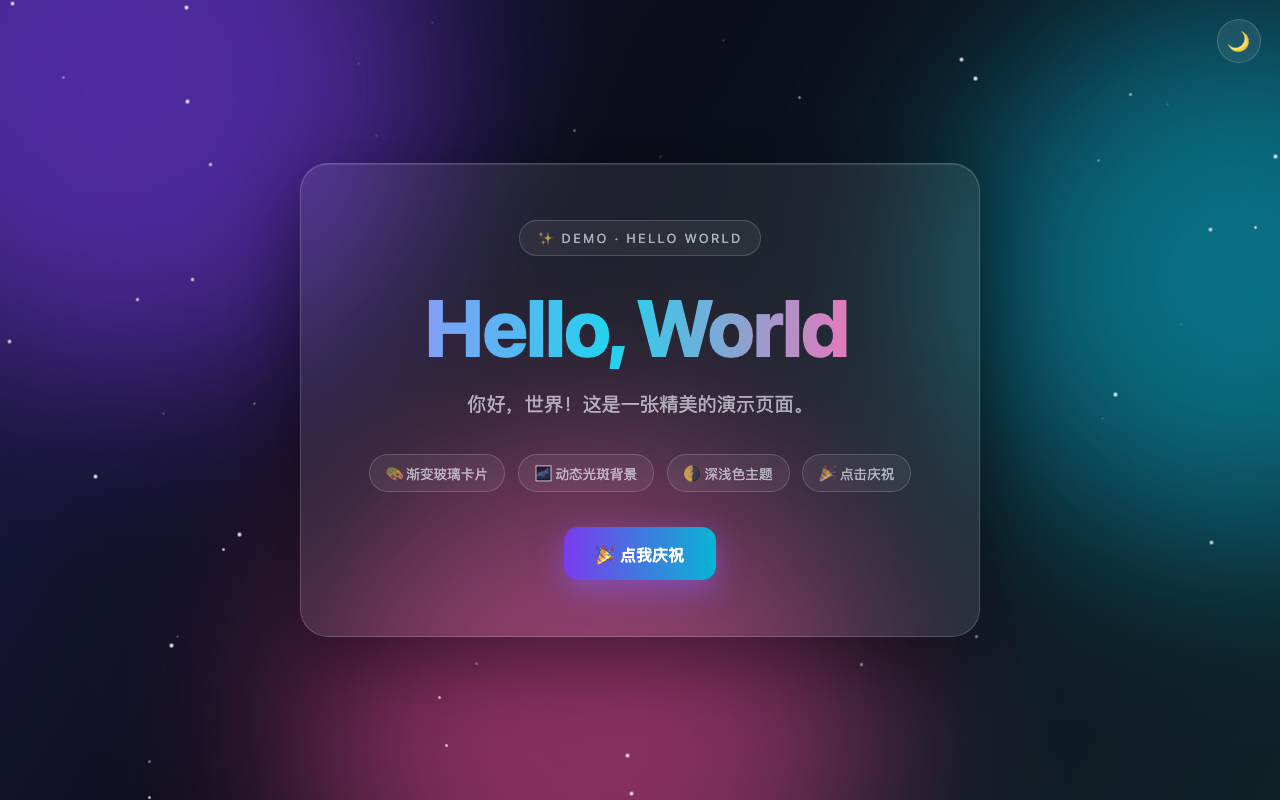 🌙
✨ DEMO · HELLO WORLD
Hello, World
你好，世界！这是一张精美的演示页面。
🎨 渐变玻璃卡片
🌌 动态光斑背景
🌗 深浅色主题
🎉 点击庆祝
🎉 点我庆祝